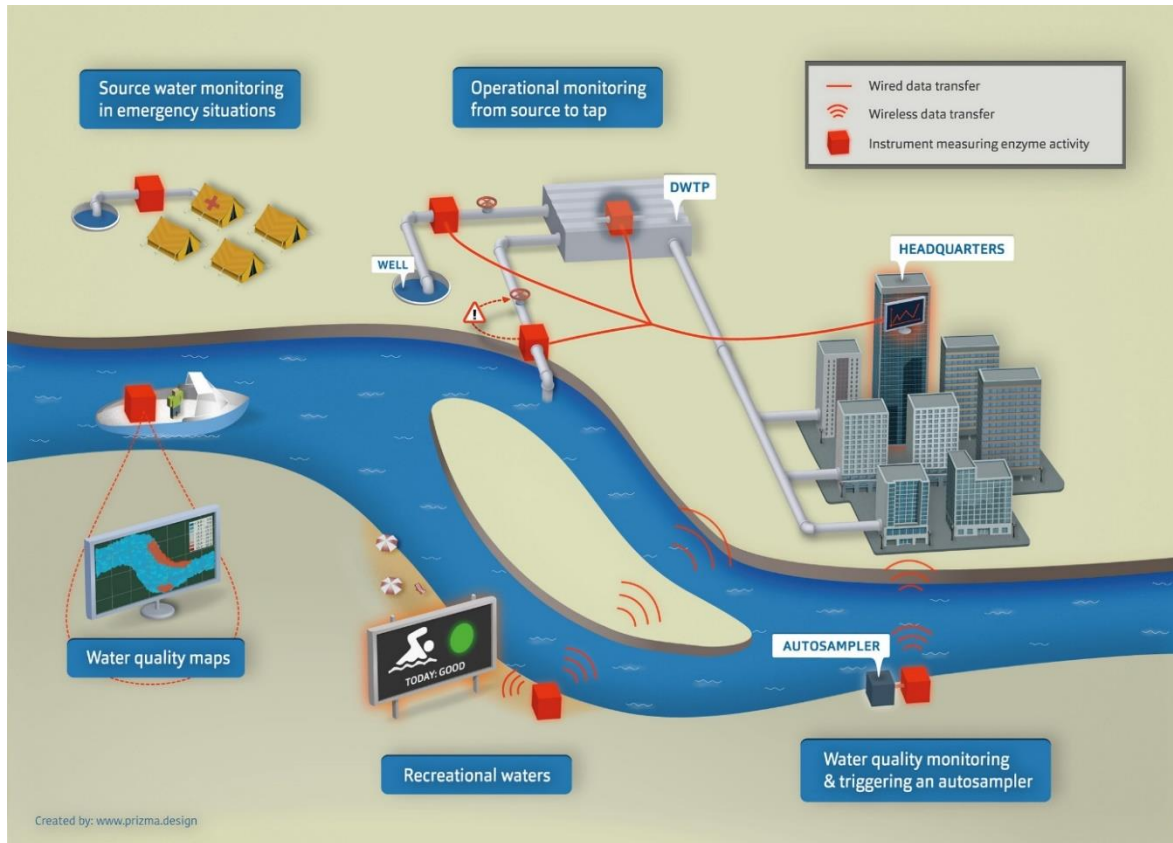 Source water monitoring
in emergency situations
Operational monitoring
from source to tap
Wired data transfer
Wireless data transfer
Instrument measuring enzyme activity
DWTP
WELL
HEADQUARTERS
!
Water quality maps
TODAY: GOOD
AUTOSAMPLER
Recreational waters
Water quality monitoring
& triggering an autosampler
Created by: www.prizma.design